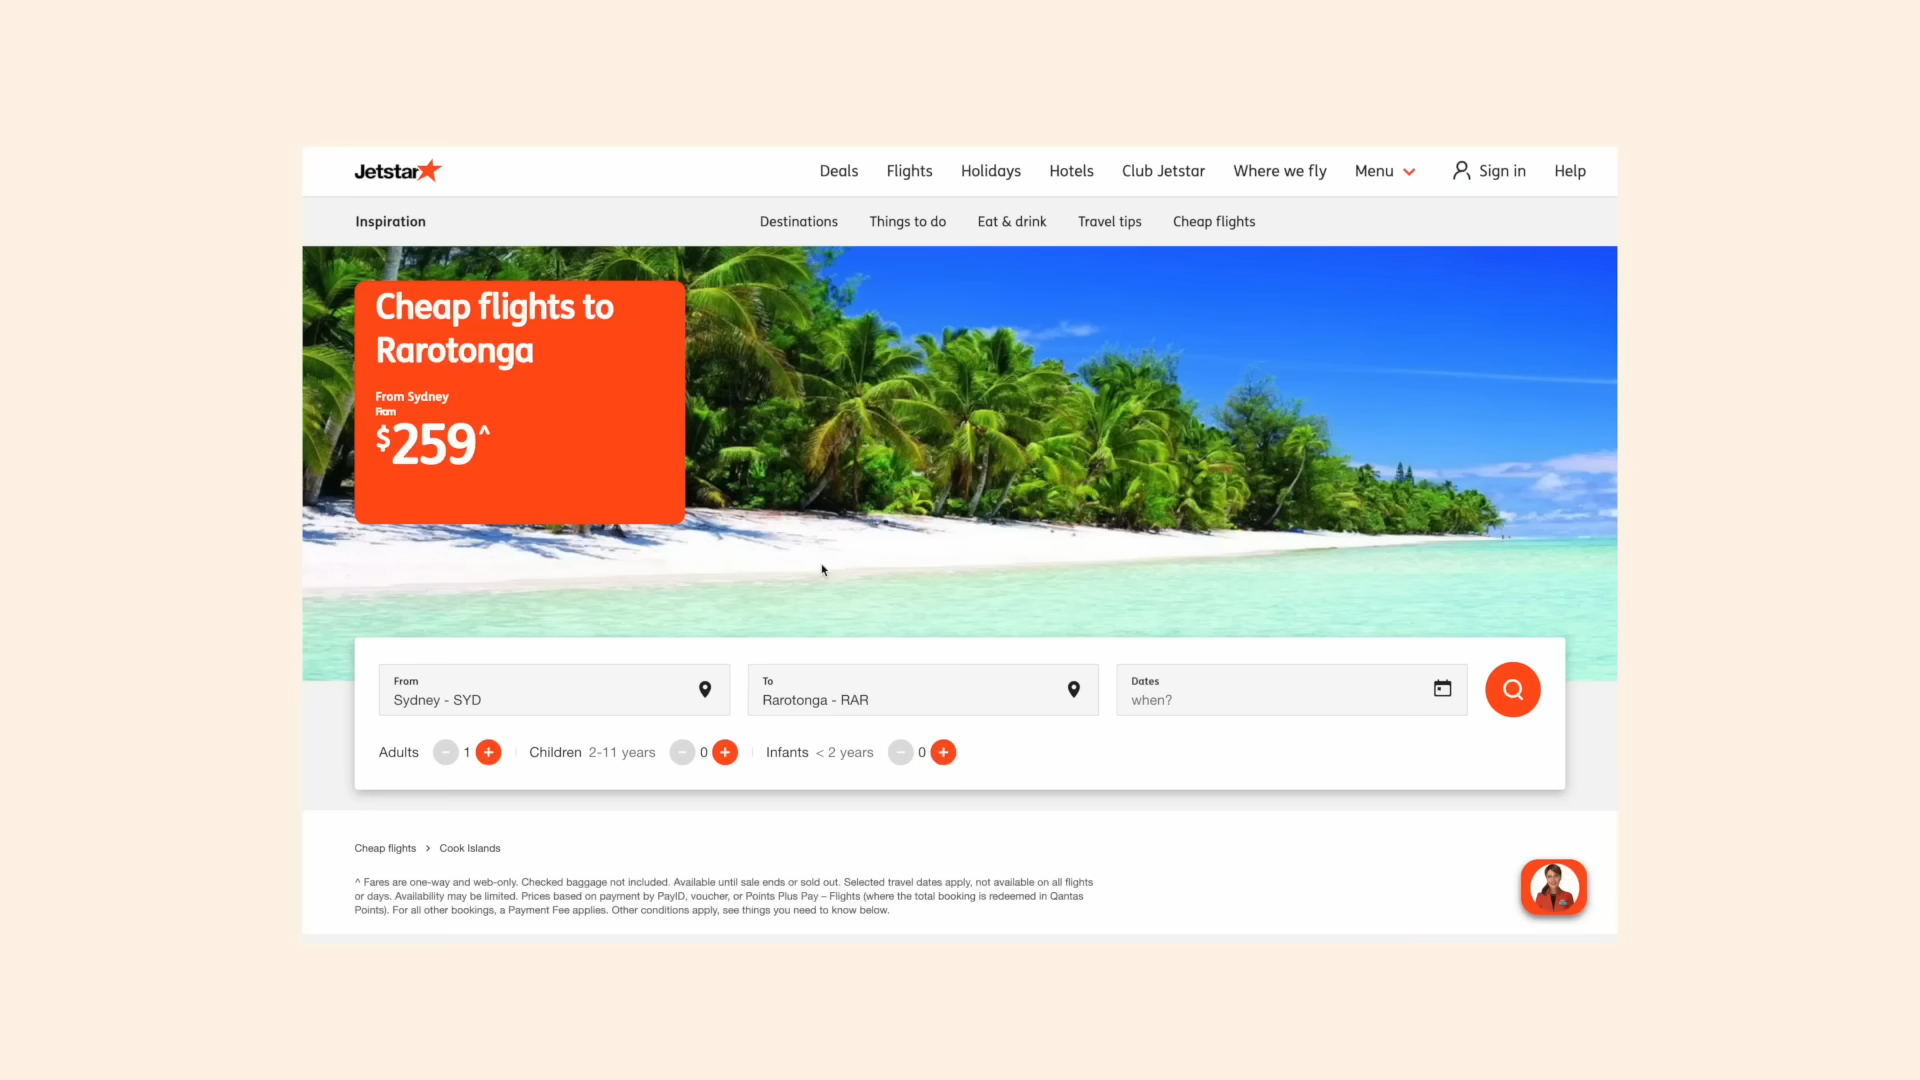 Jetstar
Deals Flights Holidays Hotels Club Jetstar Where we fly Menu Sign in Help
Inspiration
Destinations Things to do Eat & drink Travel tips Cheap flights
Cheap flights to
Rarotonga
From Sydney
From
$259^
From
Sydney - SYD
To
Rarotonga - RAR
Dates
when?
Adults - 1 + Children 2-11 years - 0 + Infants < 2 years - 0 +
Cheap flights > Cook Islands
^ Fares are one-way and web-only. Checked baggage not included. Available until sale ends or sold out. Selected travel dates apply, not available on all flights
or days. Availability may be limited. Prices based on payment by PayID, voucher, or Points Plus Pay – Flights (where the total booking is redeemed in Qantas
Points). For all other bookings, a Payment Fee applies. Other conditions apply, see things you need to know below.